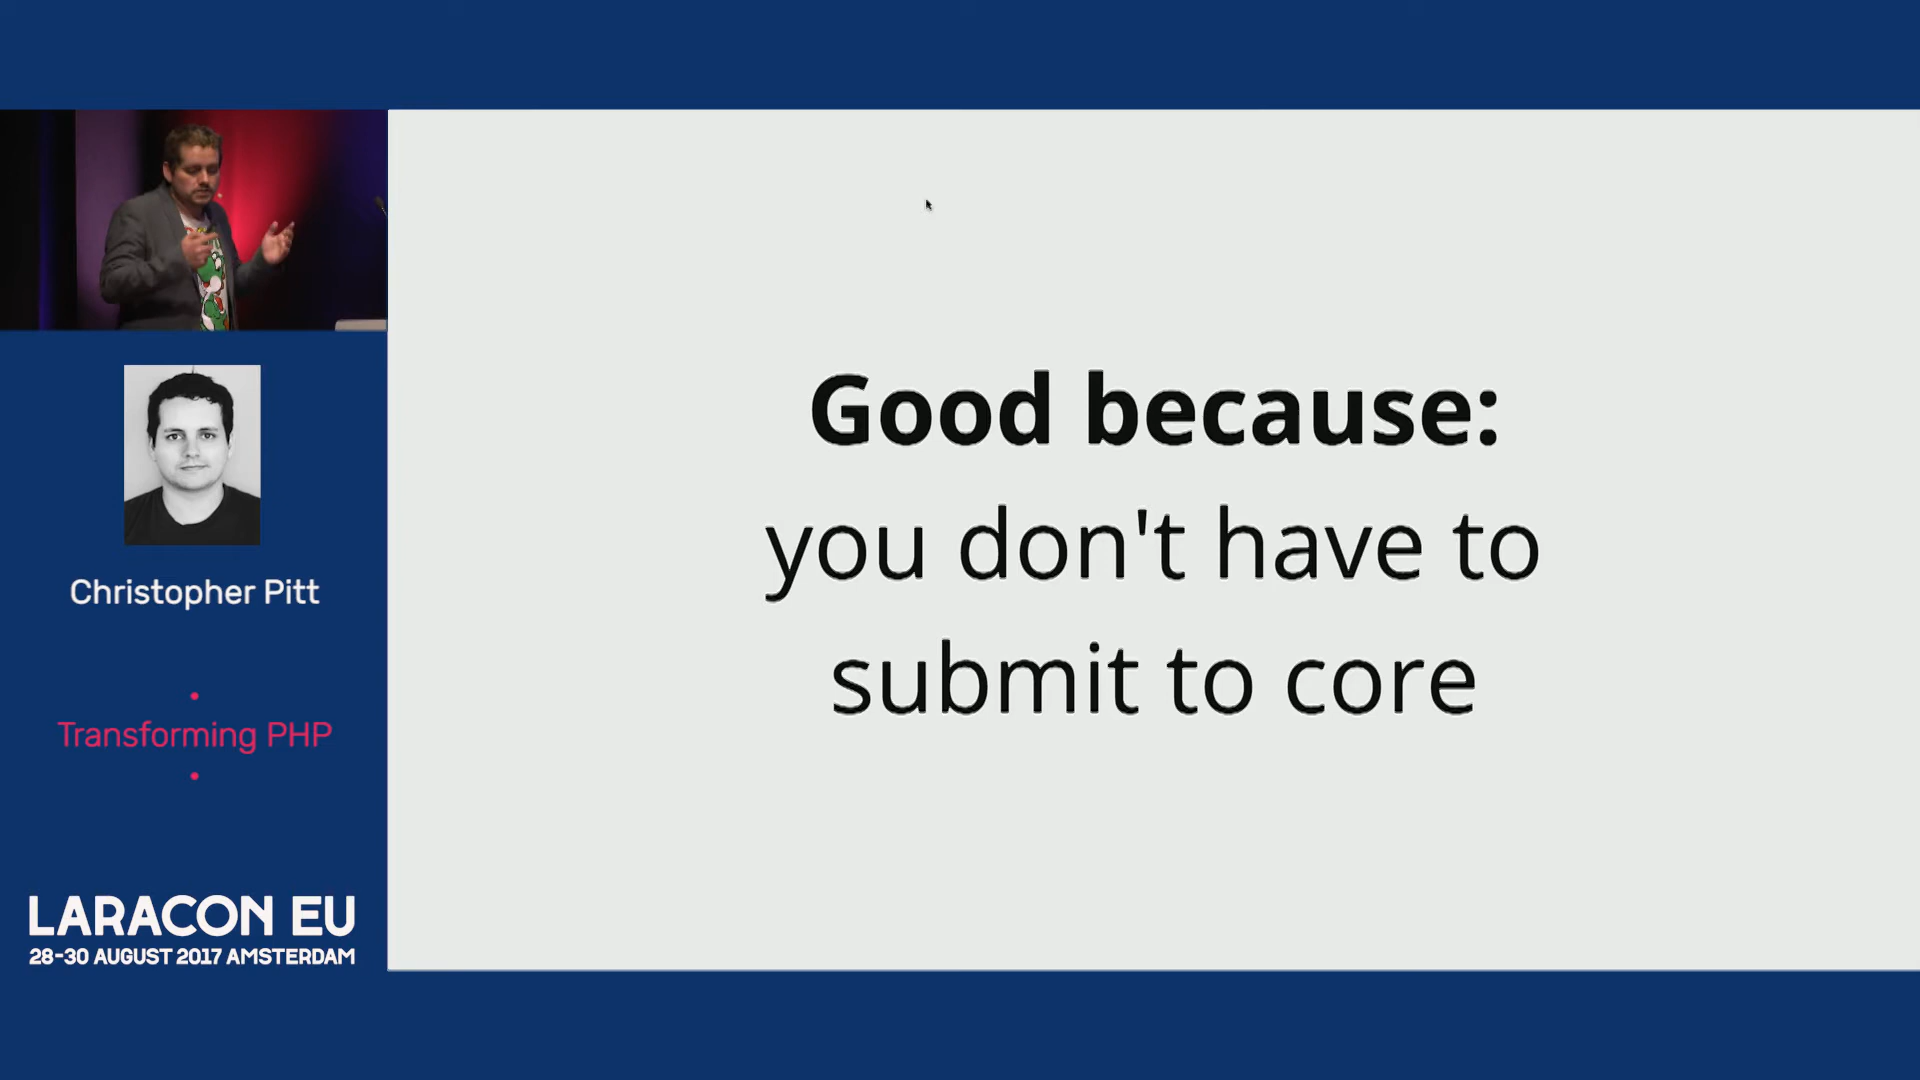 Good because:
you don't have to
submit to core
Christopher Pitt
Transforming PHP
LARACON EU
28-30 AUGUST 2017 AMSTERDAM